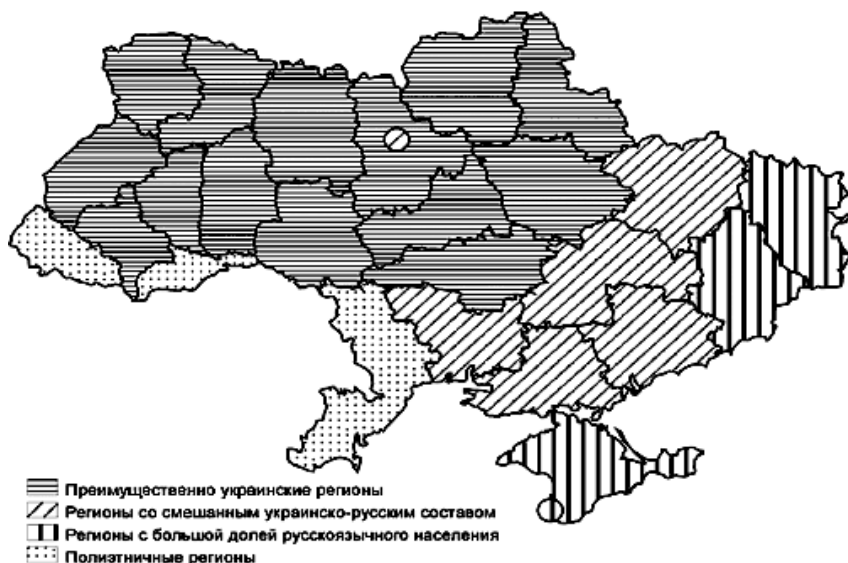 Преимущественно украинские регионы
Регионы со смешанным украинско-русским составом
Регионы с большой долей русскоязычного населения
Полиэтничные регионы